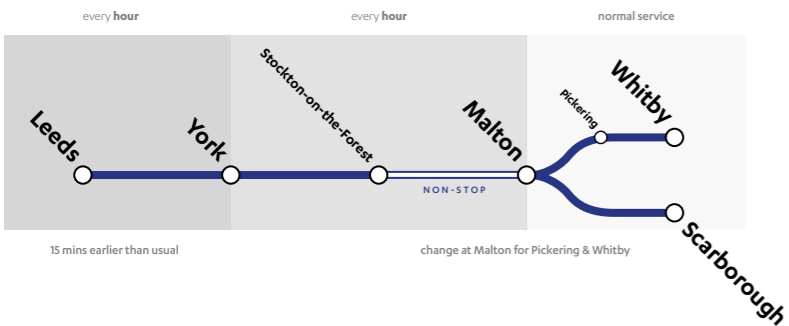 every hour
every hour
normal service
Leeds
York
Stockton-on-the-Forest
Malton
Pickering
Whitby
NON-STOP
Scarborough
15 mins earlier than usual
change at Malton for Pickering & Whitby